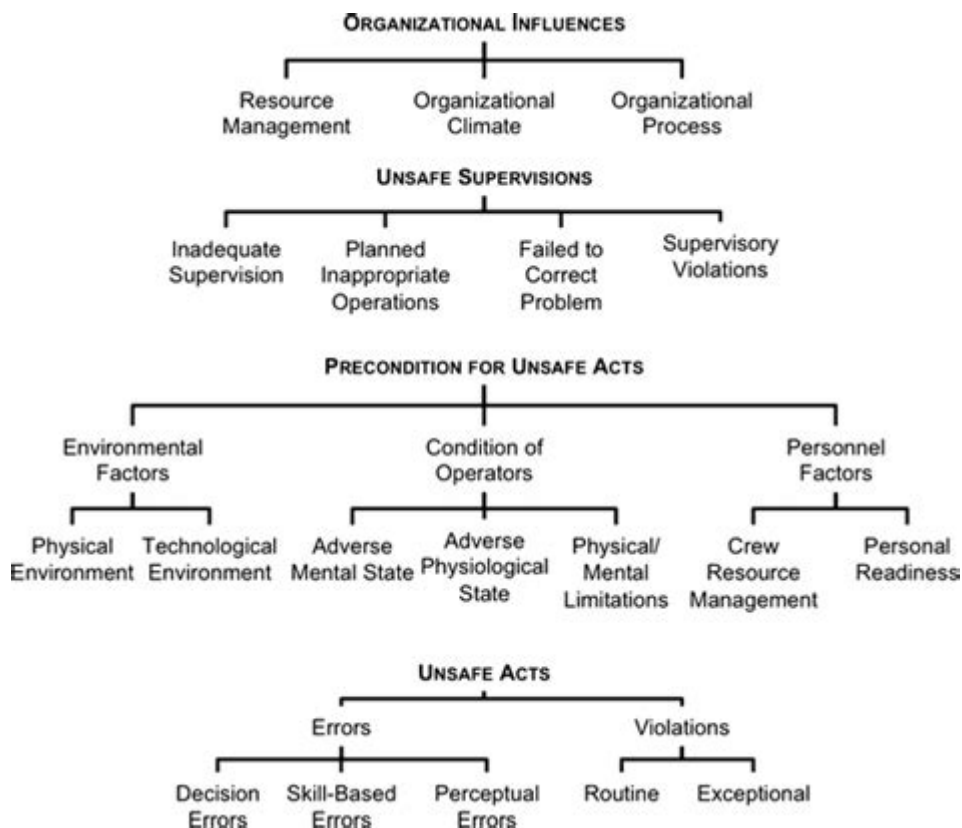 ORGANIZATIONAL INFLUENCES
Resource Management
Organizational Climate
Organizational Process
UNSAFE SUPERVISIONS
Inadequate Supervision
Planned Inappropriate Operations
Failed to Correct Problem
Supervisory Violations
PRECONDITION FOR UNSAFE ACTS
Environmental Factors
Condition of Operators
Personnel Factors
Physical Environment
Technological Environment
Adverse Mental State
Adverse Physiological State
Physical/ Mental Limitations
Crew Resource Management
Personal Readiness
UNSAFE ACTS
Errors
Violations
Decision Errors
Skill-Based Errors
Perceptual Errors
Routine
Exceptional